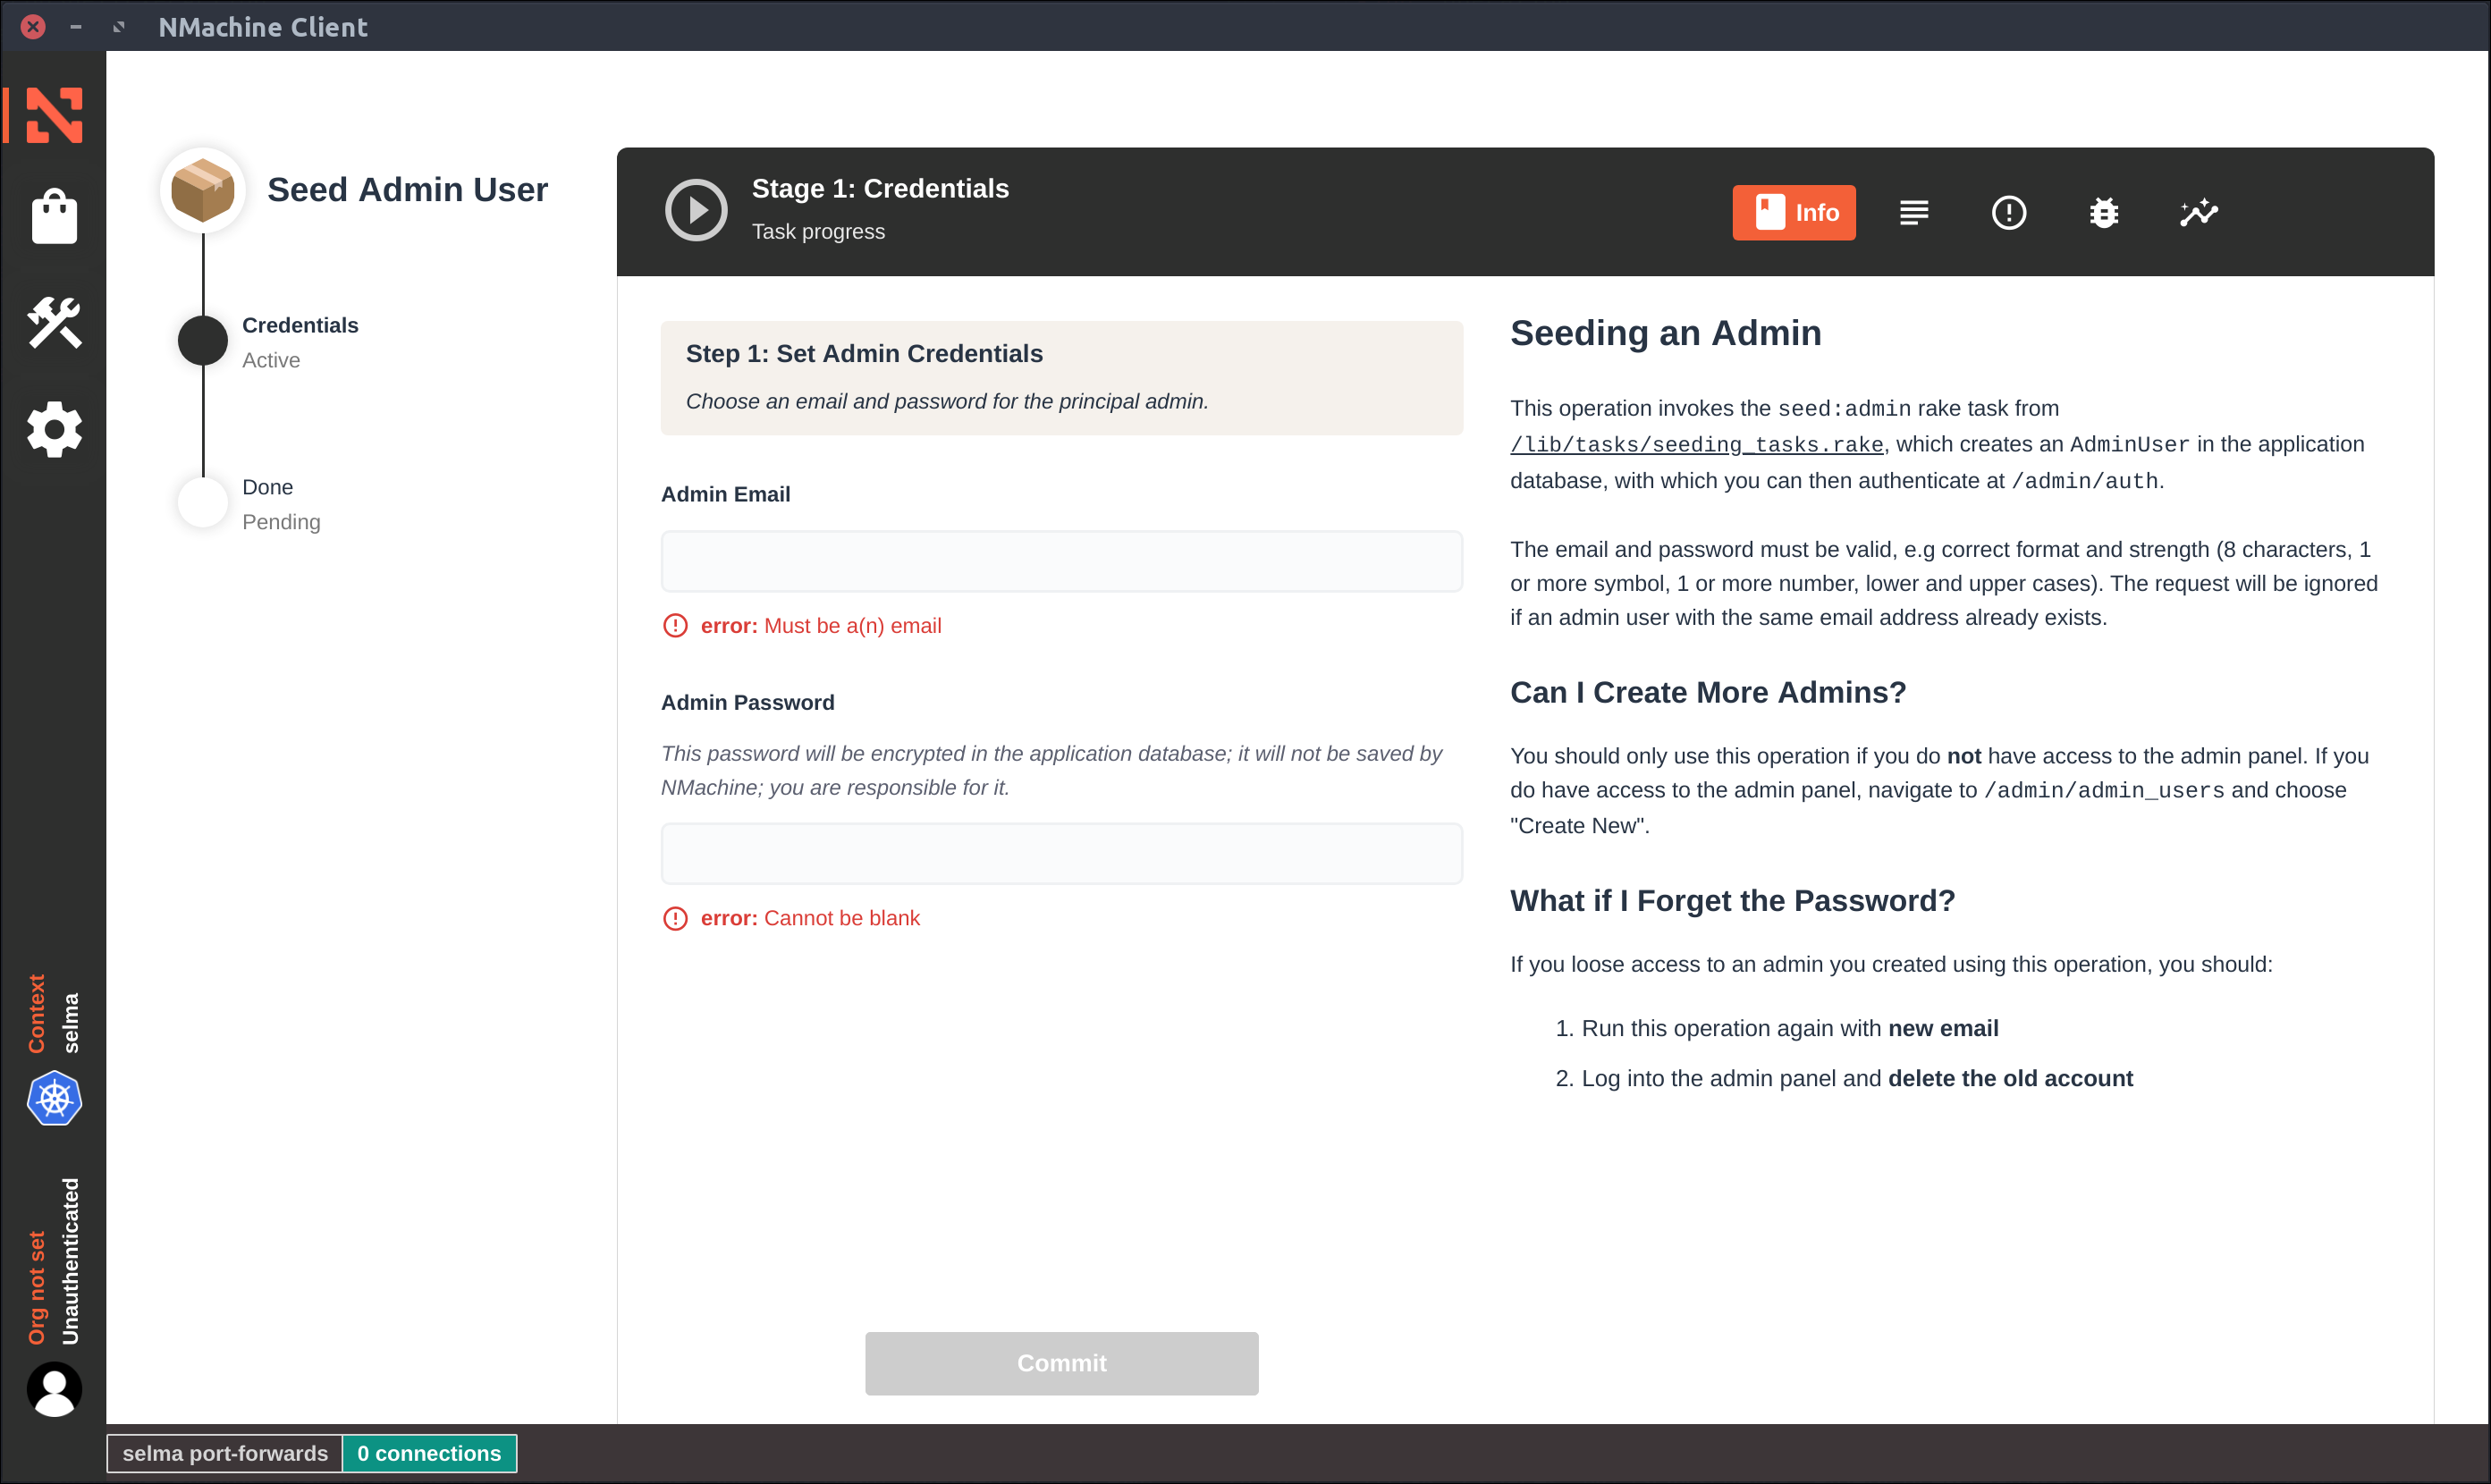 NMachine Client
Seed Admin User
Credentials
Active
Done
Pending
Stage 1: Credentials
Task progress
Info
Step 1: Set Admin Credentials
Choose an email and password for the principal admin.
Admin Email
error: Must be a(n) email
Admin Password
This password will be encrypted in the application database; it will not be saved by
NMachine; you are responsible for it.
error: Cannot be blank
Commit
Seeding an Admin
This operation invokes the seed:admin rake task from
/lib/tasks/seeding_tasks.rake, which creates an AdminUser in the application
database, with which you can then authenticate at /admin/auth.
The email and password must be valid, e.g correct format and strength (8 characters, 1
or more symbol, 1 or more number, lower and upper cases). The request will be ignored
if an admin user with the same email address already exists.
Can I Create More Admins?
You should only use this operation if you do not have access to the admin panel. If you
do have access to the admin panel, navigate to /admin/admin_users and choose
"Create New".
What if I Forget the Password?
If you loose access to an admin you created using this operation, you should:
1. Run this operation again with new email
2. Log into the admin panel and delete the old account
Context
selma
Org not set
Unauthenticated
selma port-forwards
0 connections